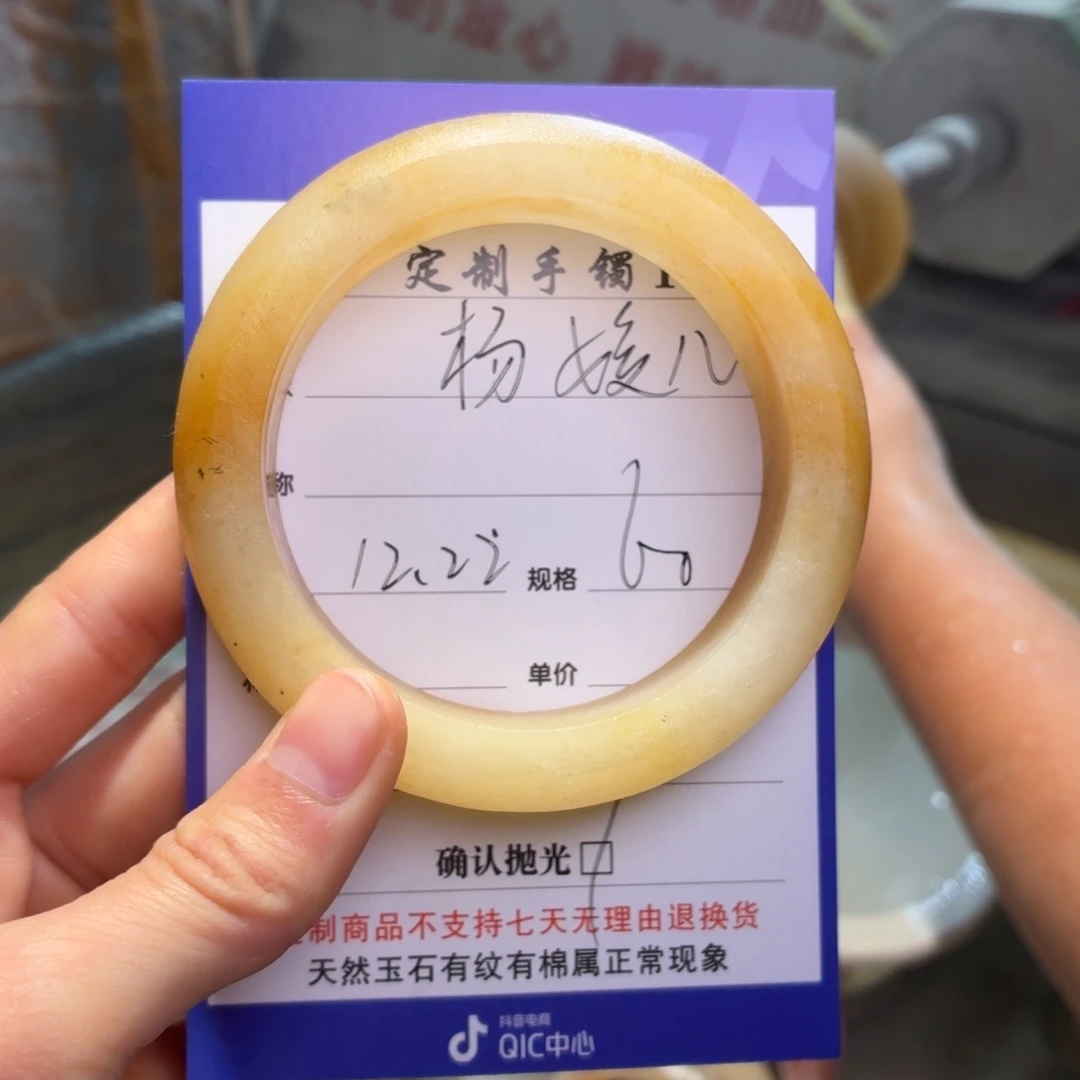 定制手镯
杨媛儿
称
12.22 规格 60
单价
确认抛光☐
制商品不支持七天无理由退换货
天然玉石有纹有棉属正常现象
抖音电商
QIC中心